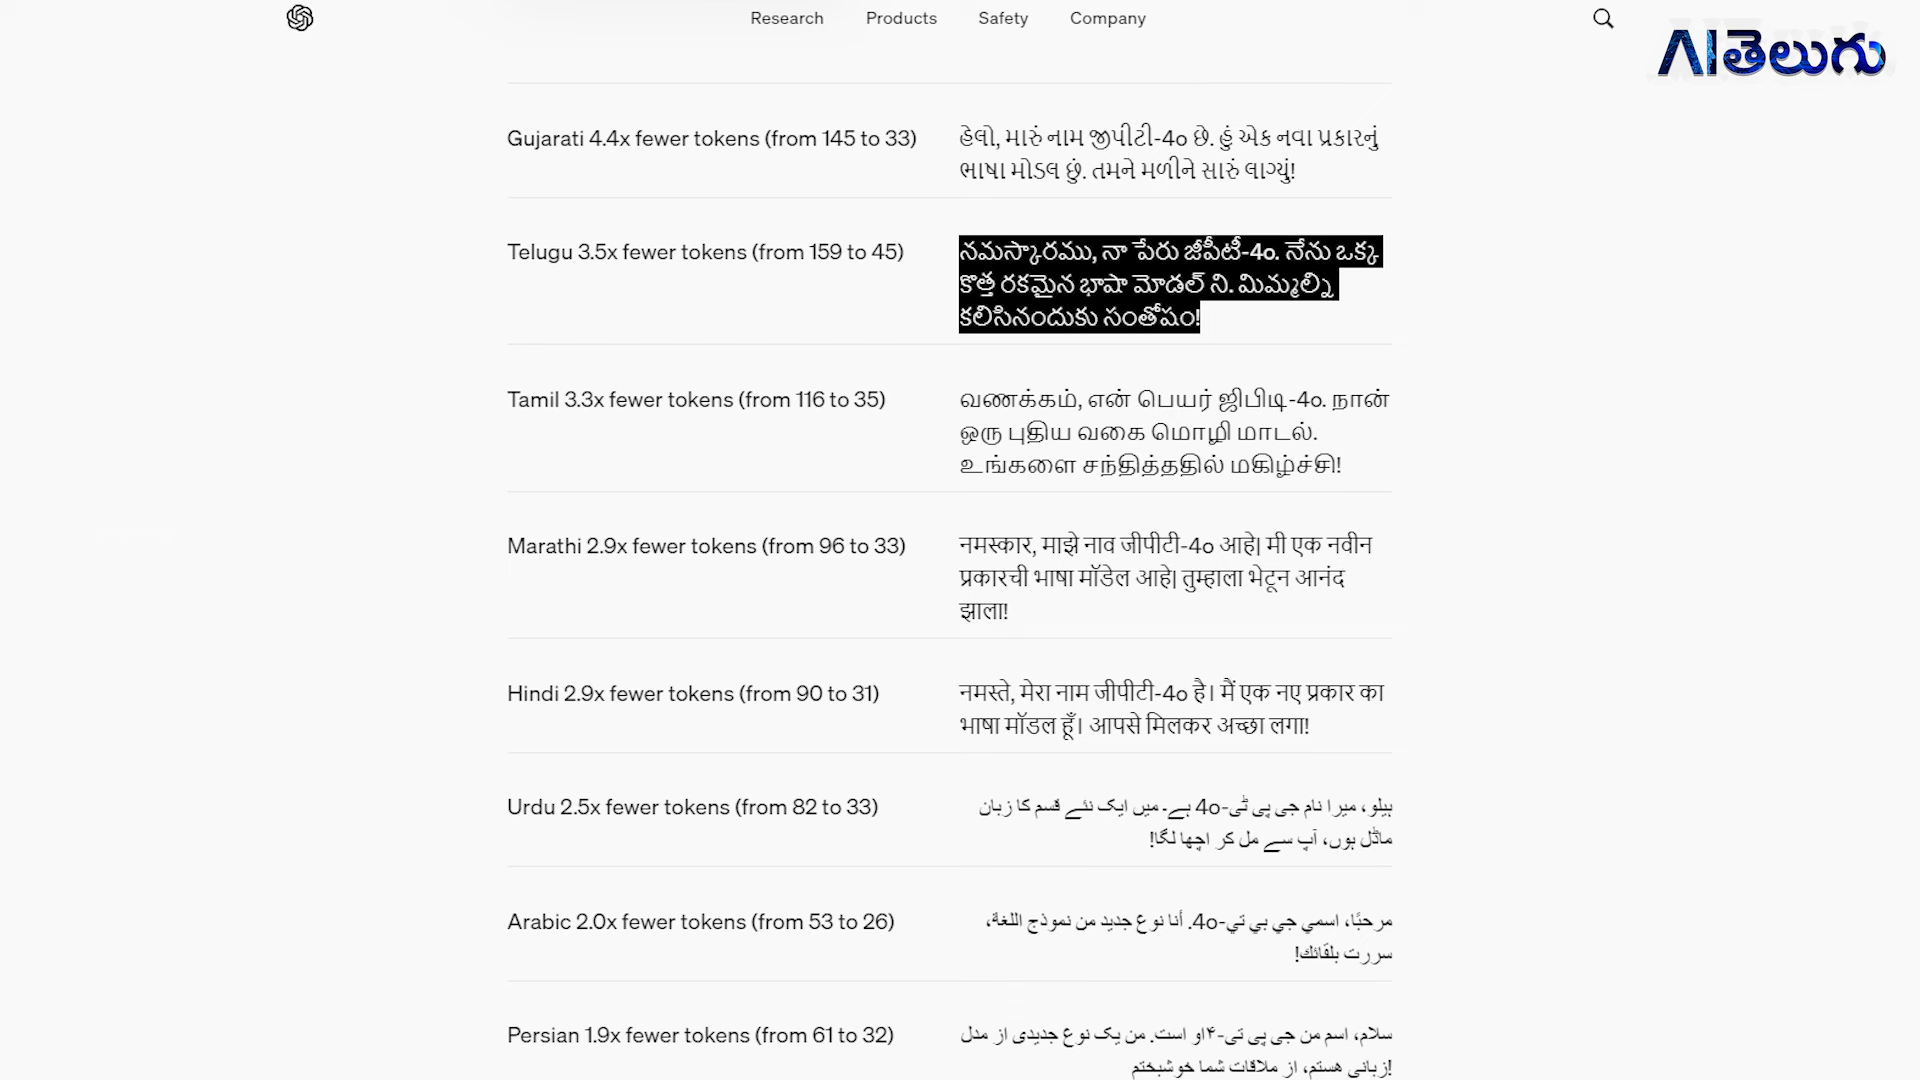 Research Products Safety Company
AIతెలుగు
Gujarati 4.4x fewer tokens (from 145 to 33)
હેલો, મારું નામ જીપીટી-4o છે. હું એક નવા પ્રકારનું
ભાષા મોડલ છું. તમને મળીને સારું લાગ્યું!
Telugu 3.5x fewer tokens (from 159 to 45)
నమస్కారము, నా పేరు జీపీటీ-4o. నేను ఒక్క
కొత్త రకమైన భాషా మోడల్ ని. మిమ్మల్ని
కలిసినందుకు సంతోషం!
Tamil 3.3x fewer tokens (from 116 to 35)
வணக்கம், என் பெயர் ஜிபிடி-4o. நான்
ஒரு புதிய வகை மொழி மாடல்.
உங்களை சந்தித்ததில் மகிழ்ச்சி!
Marathi 2.9x fewer tokens (from 96 to 33)
नमस्कार, माझे नाव जीपीटी-4o आहे| मी एक नवीन
प्रकारची भाषा मॉडेल आहे| तुम्हाला भेटून आनंद
झाला!
Hindi 2.9x fewer tokens (from 90 to 31)
नमस्ते, मेरा नाम जीपीटी-4o है। मैं एक नए प्रकार का
भाषा मॉडल हूँ। आपसे मिलकर अच्छा लगा!
Urdu 2.5x fewer tokens (from 82 to 33)
ہیلو، میرا نام جی پی ٹی-4o ہے۔ میں ایک نئے قسم کا زبان
ماڈل ہوں، آپ سے مل کر اچھا لگا!
Arabic 2.0x fewer tokens (from 53 to 26)
مرحبًا، اسمي جي بي تي-4o. أنا نوع جديد من نموذج اللغة،
سررت بلقائك!
Persian 1.9x fewer tokens (from 61 to 32)
سلام، اسم من جی پی تی-۴او است. من یک نوع جدیدی از مدل
زبانی هستم، از ملاقات شما خوشبختم!